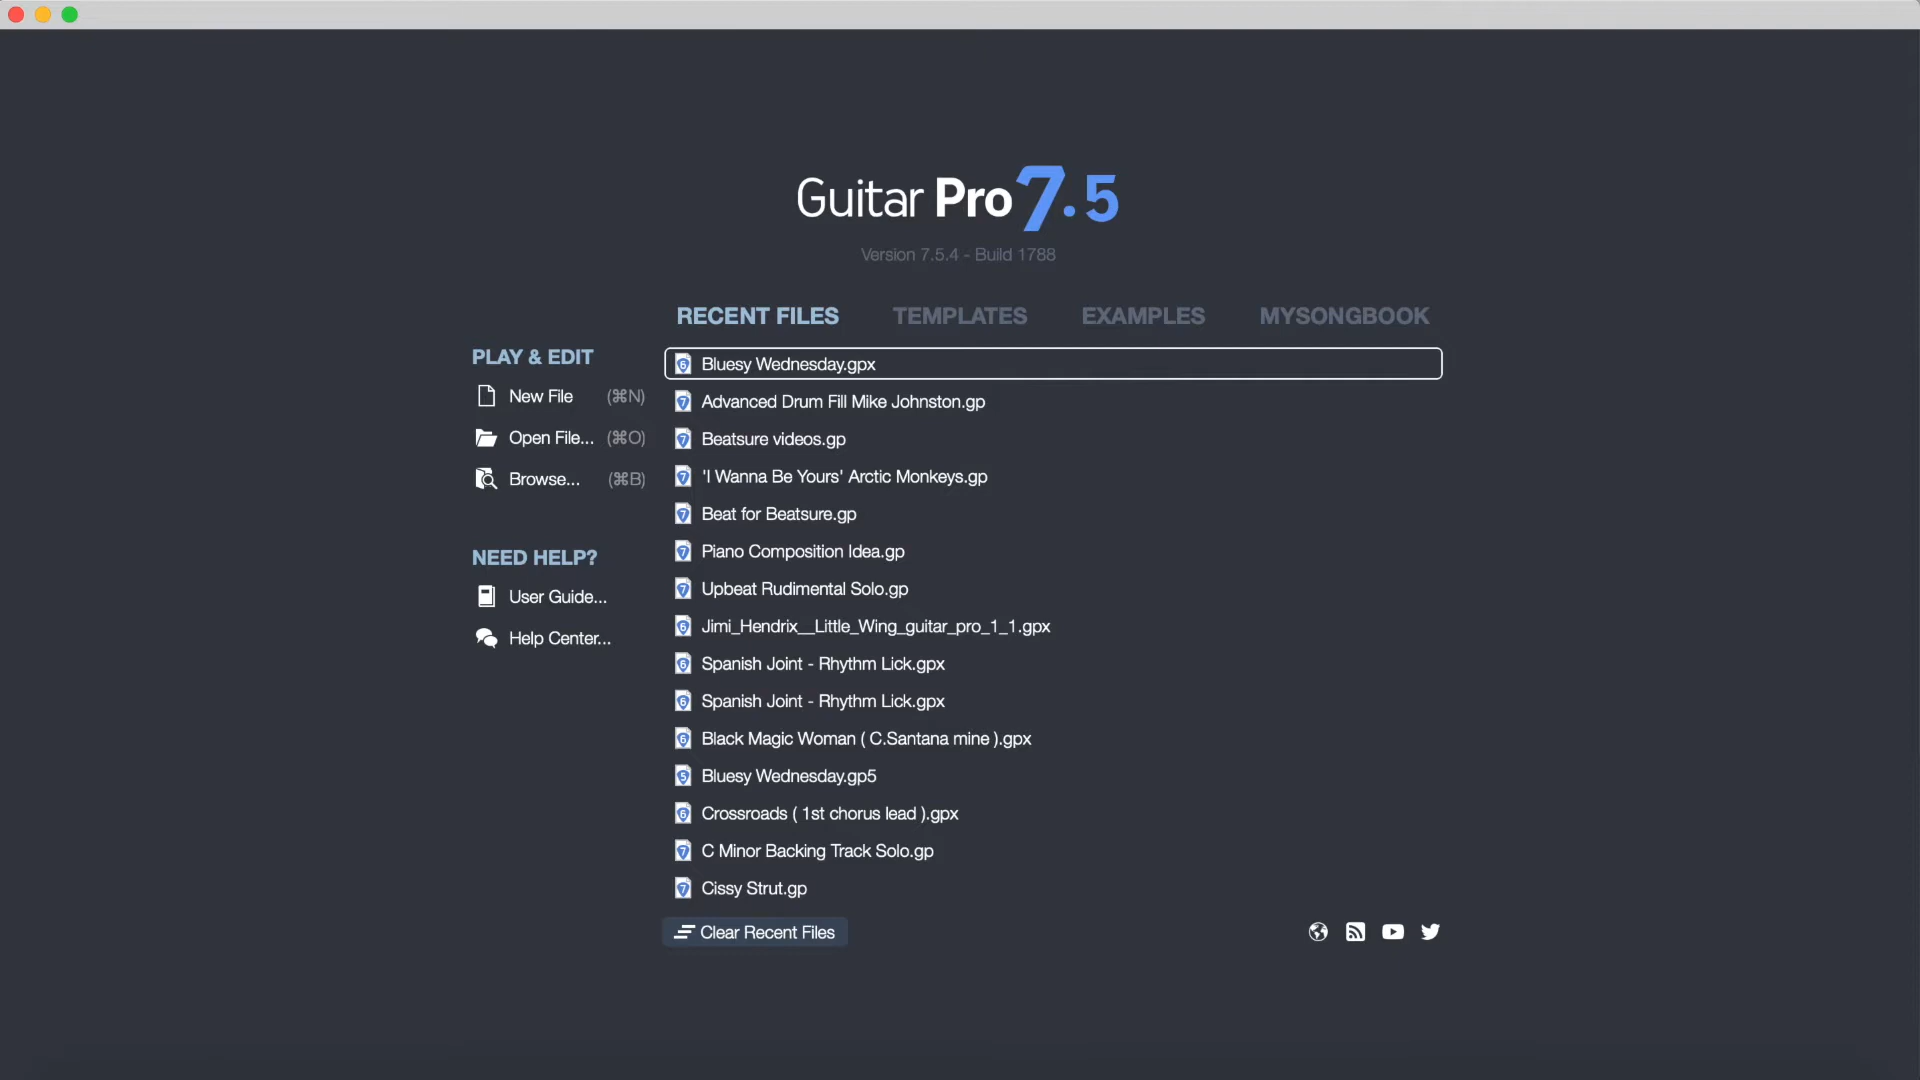 Guitar Pro 7.5
Version 7.5.4 - Build 1788
RECENT FILES TEMPLATES EXAMPLES MYSONGBOOK
PLAY & EDIT
New File (⌘N)
Open File... (⌘O)
Browse... (⌘B)
NEED HELP?
User Guide...
Help Center...
Bluesy Wednesday.gpx
Advanced Drum Fill Mike Johnston.gp
Beatsure videos.gp
'I Wanna Be Yours' Arctic Monkeys.gp
Beat for Beatsure.gp
Piano Composition Idea.gp
Upbeat Rudimental Solo.gp
Jimi_Hendrix__Little_Wing_guitar_pro_1_1.gpx
Spanish Joint - Rhythm Lick.gpx
Spanish Joint - Rhythm Lick.gpx
Black Magic Woman ( C.Santana mine ).gpx
Bluesy Wednesday.gp5
Crossroads ( 1st chorus lead ).gpx
C Minor Backing Track Solo.gp
Cissy Strut.gp
Clear Recent Files